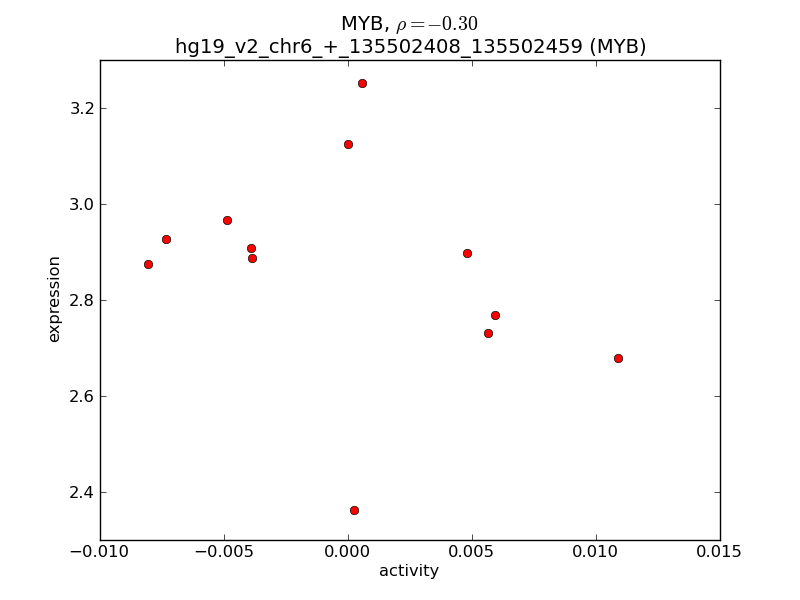 MYB, ρ = −0.30
hg19_v2_chr6_+_135502408_135502459 (MYB)
3.2
3.0
2.8
2.6
2.4
expression
−0.010
−0.005
0.000
0.005
0.010
0.015
activity